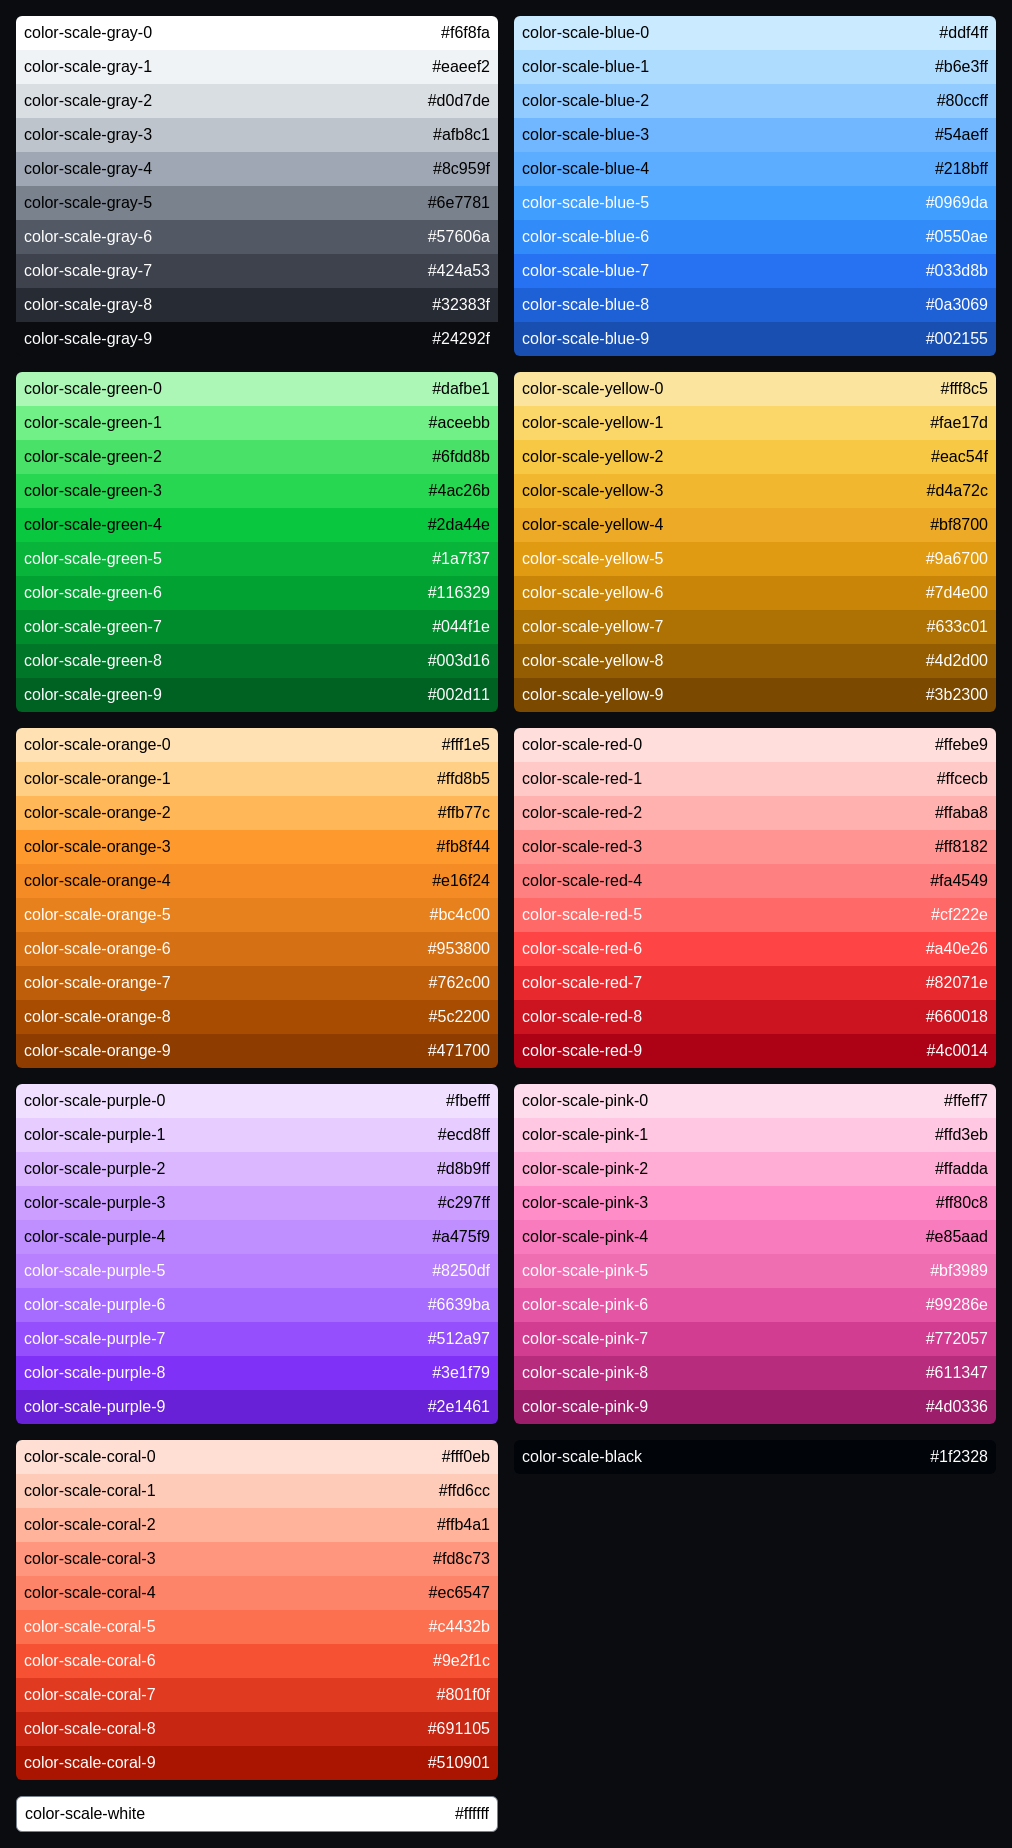 color-scale-gray-0 #f6f8fa
color-scale-gray-1 #eaeef2
color-scale-gray-2 #d0d7de
color-scale-gray-3 #afb8c1
color-scale-gray-4 #8c959f
color-scale-gray-5 #6e7781
color-scale-gray-6 #57606a
color-scale-gray-7 #424a53
color-scale-gray-8 #32383f
color-scale-gray-9 #24292f
color-scale-blue-0 #ddf4ff
color-scale-blue-1 #b6e3ff
color-scale-blue-2 #80ccff
color-scale-blue-3 #54aeff
color-scale-blue-4 #218bff
color-scale-blue-5 #0969da
color-scale-blue-6 #0550ae
color-scale-blue-7 #033d8b
color-scale-blue-8 #0a3069
color-scale-blue-9 #002155
color-scale-green-0 #dafbe1
color-scale-green-1 #aceebb
color-scale-green-2 #6fdd8b
color-scale-green-3 #4ac26b
color-scale-green-4 #2da44e
color-scale-green-5 #1a7f37
color-scale-green-6 #116329
color-scale-green-7 #044f1e
color-scale-green-8 #003d16
color-scale-green-9 #002d11
color-scale-yellow-0 #fff8c5
color-scale-yellow-1 #fae17d
color-scale-yellow-2 #eac54f
color-scale-yellow-3 #d4a72c
color-scale-yellow-4 #bf8700
color-scale-yellow-5 #9a6700
color-scale-yellow-6 #7d4e00
color-scale-yellow-7 #633c01
color-scale-yellow-8 #4d2d00
color-scale-yellow-9 #3b2300
color-scale-orange-0 #fff1e5
color-scale-orange-1 #ffd8b5
color-scale-orange-2 #ffb77c
color-scale-orange-3 #fb8f44
color-scale-orange-4 #e16f24
color-scale-orange-5 #bc4c00
color-scale-orange-6 #953800
color-scale-orange-7 #762c00
color-scale-orange-8 #5c2200
color-scale-orange-9 #471700
color-scale-red-0 #ffebe9
color-scale-red-1 #ffcecb
color-scale-red-2 #ffaba8
color-scale-red-3 #ff8182
color-scale-red-4 #fa4549
color-scale-red-5 #cf222e
color-scale-red-6 #a40e26
color-scale-red-7 #82071e
color-scale-red-8 #660018
color-scale-red-9 #4c0014
color-scale-purple-0 #fbefff
color-scale-purple-1 #ecd8ff
color-scale-purple-2 #d8b9ff
color-scale-purple-3 #c297ff
color-scale-purple-4 #a475f9
color-scale-purple-5 #8250df
color-scale-purple-6 #6639ba
color-scale-purple-7 #512a97
color-scale-purple-8 #3e1f79
color-scale-purple-9 #2e1461
color-scale-pink-0 #ffeff7
color-scale-pink-1 #ffd3eb
color-scale-pink-2 #ffadda
color-scale-pink-3 #ff80c8
color-scale-pink-4 #e85aad
color-scale-pink-5 #bf3989
color-scale-pink-6 #99286e
color-scale-pink-7 #772057
color-scale-pink-8 #611347
color-scale-pink-9 #4d0336
color-scale-coral-0 #fff0eb
color-scale-coral-1 #ffd6cc
color-scale-coral-2 #ffb4a1
color-scale-coral-3 #fd8c73
color-scale-coral-4 #ec6547
color-scale-coral-5 #c4432b
color-scale-coral-6 #9e2f1c
color-scale-coral-7 #801f0f
color-scale-coral-8 #691105
color-scale-coral-9 #510901
color-scale-black #1f2328
color-scale-white #ffffff